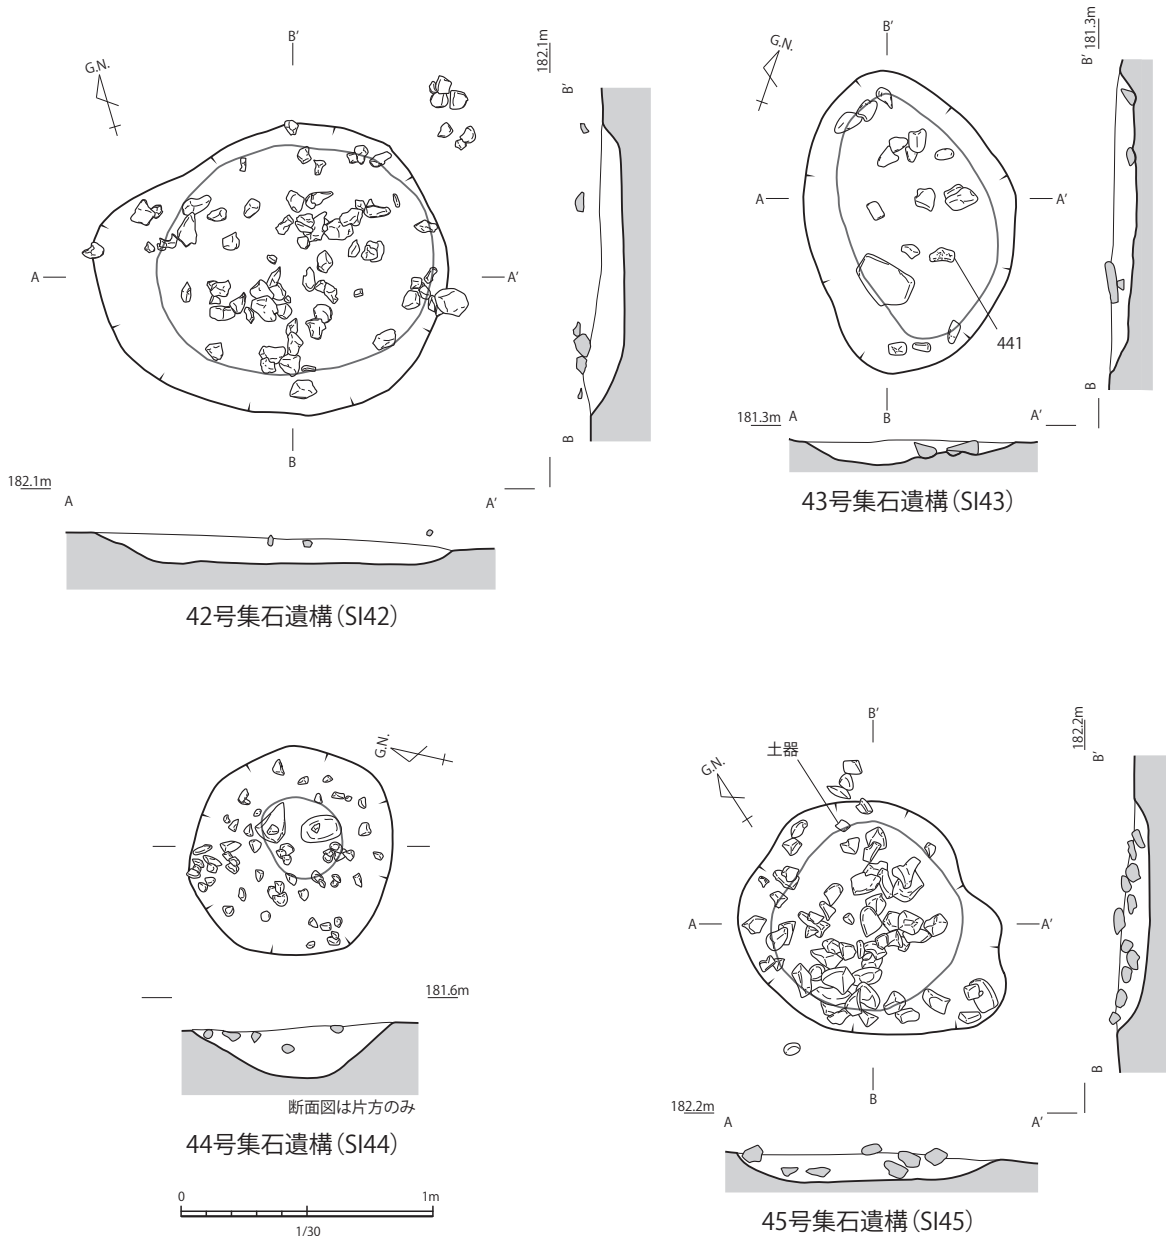 G.N.
B'
A
A'
B
182.1m
B'
B
182.1m
A
A'
42号集石遺構(SI42)
G.N.
B'
A
A'
441
B
B' 181.3m
B
181.3m A
A'
43号集石遺構(SI43)
G.N.
181.6m
断面図は片方のみ
44号集石遺構(SI44)
0
1m
1/30
G.N.
土器
B'
A
A'
B
182.2m
B'
B
182.2m
A
A'
45号集石遺構(SI45)